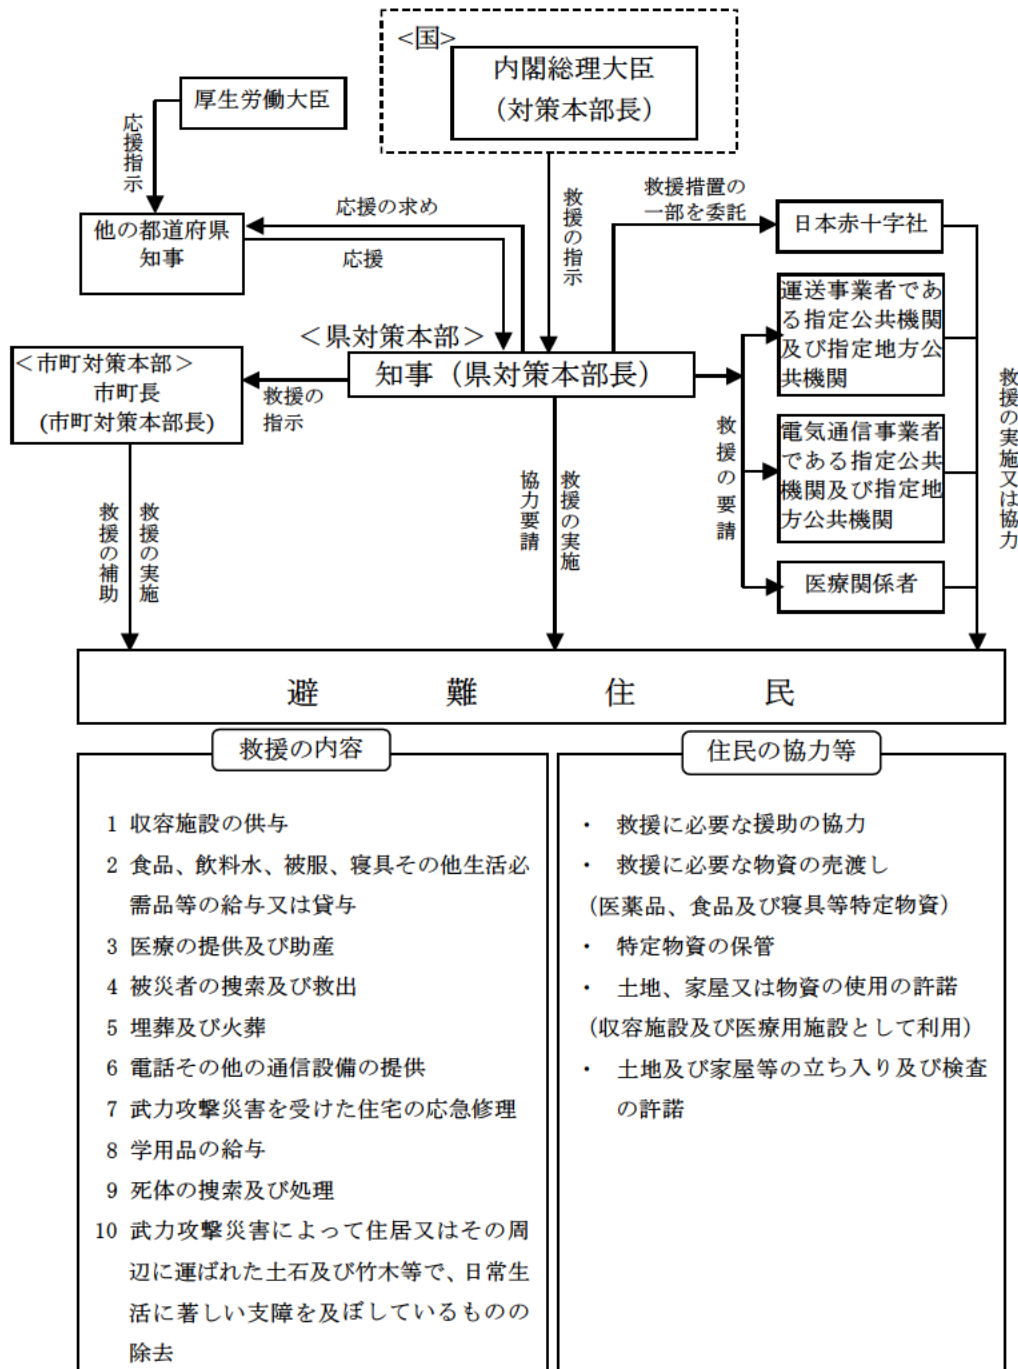 <国>
内閣総理大臣
(対策本部長)
厚生労働大臣
応援指示
他の都道府県
知事
応援の求め
応援
救援の指示
救援措置の
一部を委託
日本赤十字社
運送事業者であ
る指定公共機関
及び指定地方公
共機関
電気通信事業者
である指定公共
機関及び指定地
方公共機関
医療関係者
救援の要請
救援の実施又は協力
<県対策本部>
知事（県対策本部長）
救援の
指示
<市町対策本部>
市町長
(市町対策本部長)
救援の補助
救援の実施
協力要請
救援の実施
避難住民
救援の内容
1 収容施設の供与
2 食品、飲料水、被服、寝具その他生活必
需品等の給与又は貸与
3 医療の提供及び助産
4 被災者の捜索及び救出
5 埋葬及び火葬
6 電話その他の通信設備の提供
7 武力攻撃災害を受けた住宅の応急修理
8 学用品の給与
9 死体の捜索及び処理
10 武力攻撃災害によって住居又はその周
辺に運ばれた土石及び竹木等で、日常生
活に著しい支障を及ぼしているものの
除去
住民の協力等
・ 救援に必要な援助の協力
・ 救援に必要な物資の売渡し
(医薬品、食品及び寝具等特定物資)
・ 特定物資の保管
・ 土地、家屋又は物資の使用の許諾
(収容施設及び医療用施設として利用)
・ 土地及び家屋等の立ち入り及び検査
の許諾